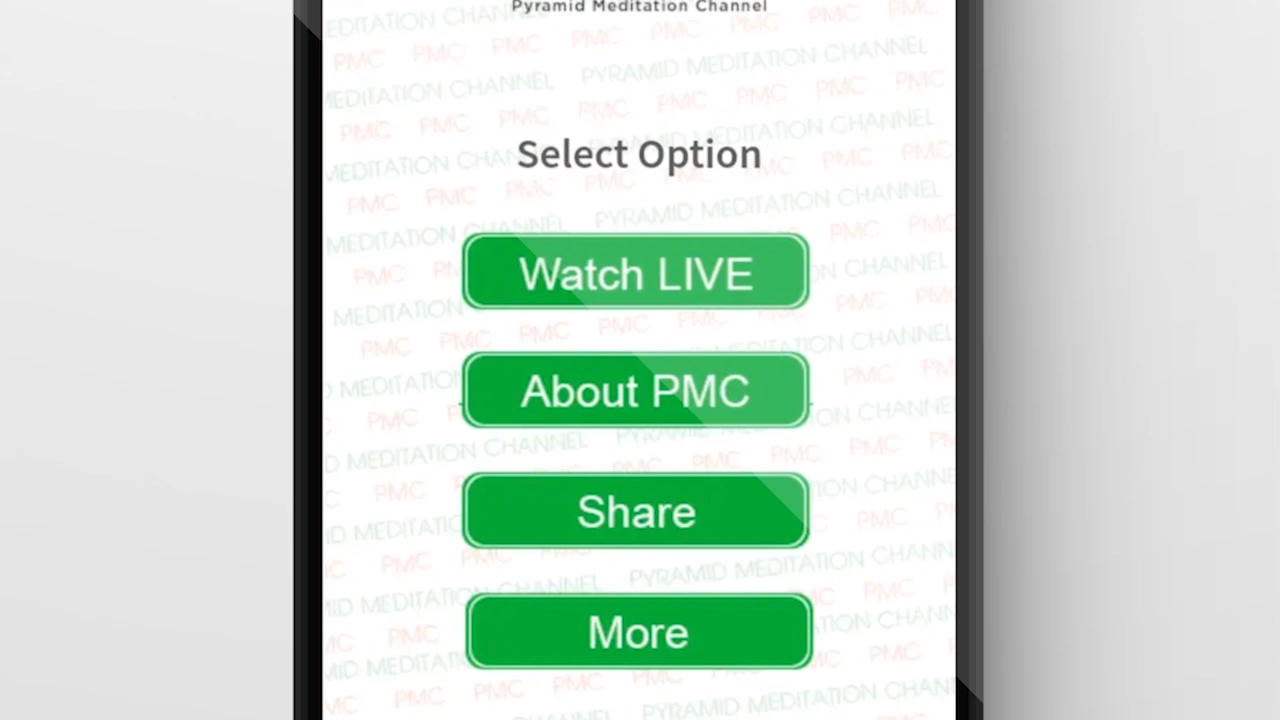 Pyramid Meditation Channel
Select Option
Watch LIVE
About PMC
Share
More